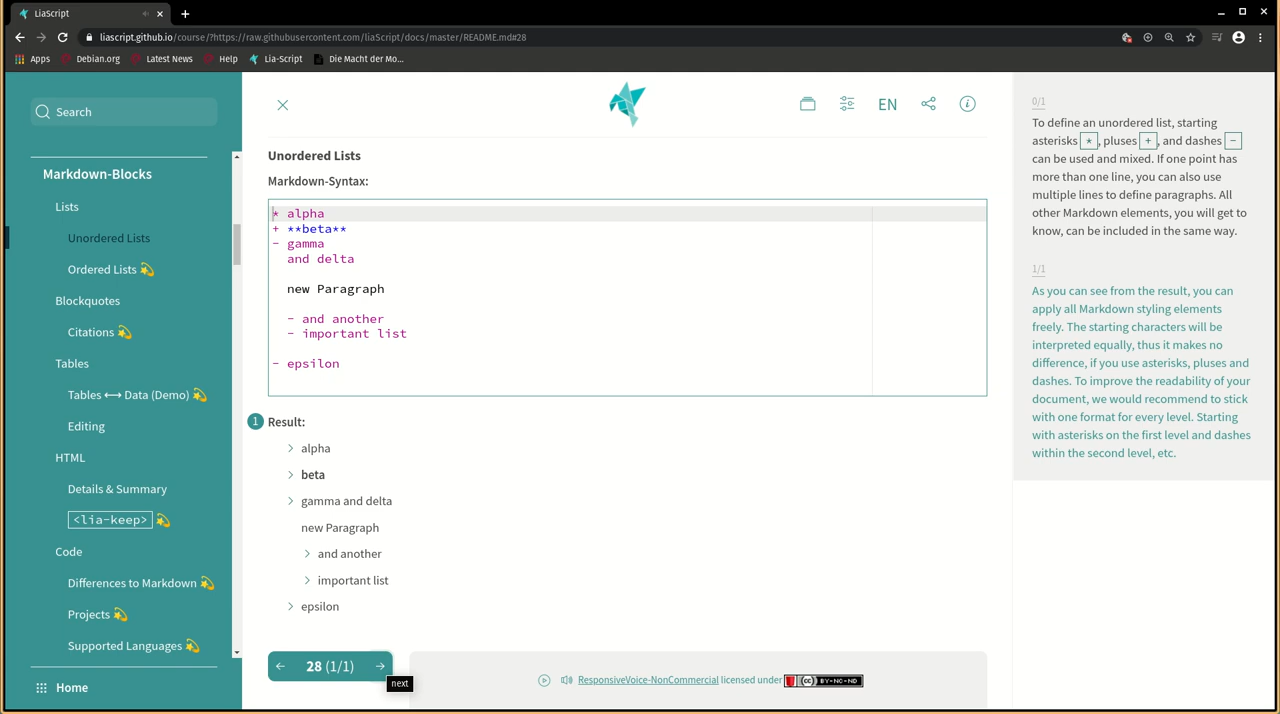 LiaScript
liascript.github.io/course/?https://raw.githubusercontent.com/liaScript/docs/master/README.md#28
Apps
Debian.org
Latest News
Help
Lia-Script
Die Macht der Mo...
Search
Markdown-Blocks
Lists
Unordered Lists
Ordered Lists 💫
Blockquotes
Citations 💫
Tables
Tables ⟷ Data (Demo) 💫
Editing
HTML
Details & Summary
<lia-keep> 💫
Code
Differences to Markdown 💫
Projects 💫
Supported Languages 💫
Home
EN
Unordered Lists
Markdown-Syntax:
* alpha
+ **beta**
- gamma
  and delta
  new Paragraph
  - and another
  - important list
- epsilon
1 Result:
alpha
beta
gamma and delta
new Paragraph
and another
important list
epsilon
← 28 (1/1) →
next
ResponsiveVoice-NonCommercial licensed under
cc BY-NC-ND
0/1
To define an unordered list, starting
asterisks * , pluses + , and dashes -
can be used and mixed. If one point has
more than one line, you can also use
multiple lines to define paragraphs. All
other Markdown elements, you will get to
know, can be included in the same way.
1/1
As you can see from the result, you can
apply all Markdown styling elements
freely. The starting characters will be
interpreted equally, thus it makes no
difference, if you use asterisks, pluses and
dashes. To improve the readability of your
document, we would recommend to stick
with one format for every level. Starting
with asterisks on the first level and dashes
within the second level, etc.